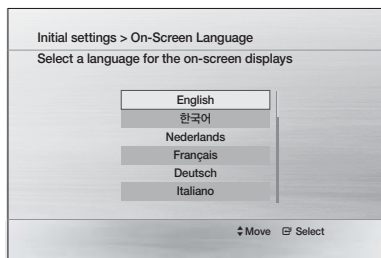 Initial settings > On-Screen Language
Select a language for the on-screen displays
English
한국어
Nederlands
Français
Deutsch
Italiano
Move Select